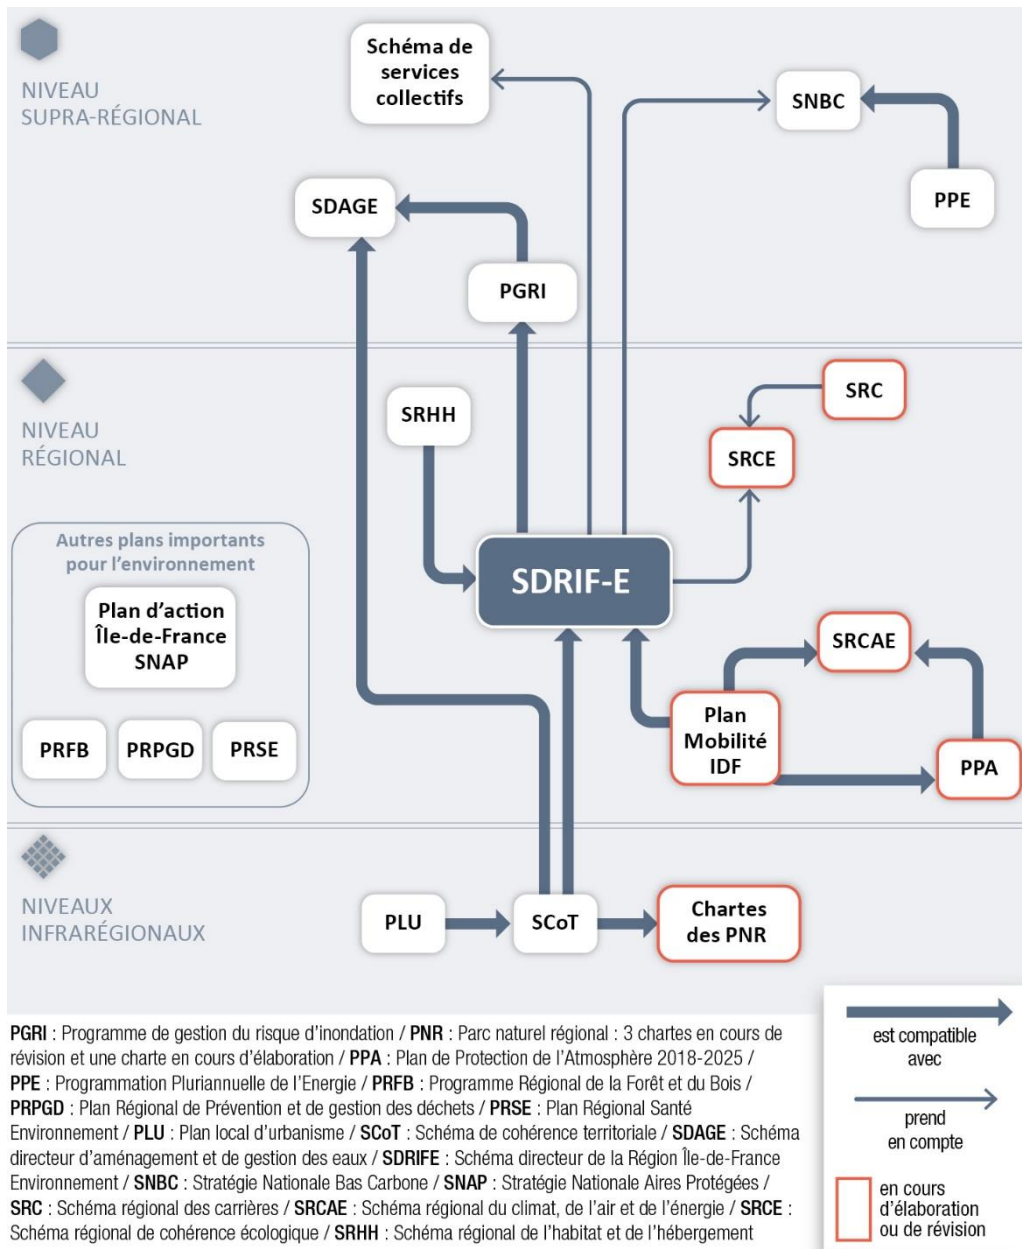 NIVEAU
SUPRA-RÉGIONAL
Schéma de
services
collectifs
SNBC
PPE
SDAGE
PGRI
NIVEAU
RÉGIONAL
SRHH
SRC
SRCE
Autres plans importants
pour l'environnement
Plan d'action
Île-de-France
SNAP
PRFB
PRPGD
PRSE
SDRIF-E
SRCAE
Plan
Mobilité
IDF
PPA
NIVEAUX
INFRARÉGIONAUX
PLU
SCoT
Chartes
des PNR
PGRI : Programme de gestion du risque d'inondation / PNR : Parc naturel régional : 3 chartes en cours de
révision et une charte en cours d'élaboration / PPA : Plan de Protection de l'Atmosphère 2018-2025 /
PPE : Programmation Pluriannuelle de l'Energie / PRFB : Programme Régional de la Forêt et du Bois /
PRPGD : Plan Régional de Prévention et de gestion des déchets / PRSE : Plan Régional Santé
Environnement / PLU : Plan local d'urbanisme / SCoT : Schéma de cohérence territoriale / SDAGE : Schéma
directeur d'aménagement et de gestion des eaux / SDRIFE : Schéma directeur de la Région Île-de-France
Environnement / SNBC : Stratégie Nationale Bas Carbone / SNAP : Stratégie Nationale Aires Protégées /
SRC : Schéma régional des carrières / SRCAE : Schéma régional du climat, de l'air et de l'énergie / SRCE :
Schéma régional de cohérence écologique / SRHH : Schéma régional de l'habitat et de l'hébergement
est compatible
avec
prend
en compte
en cours
d'élaboration
ou de révision